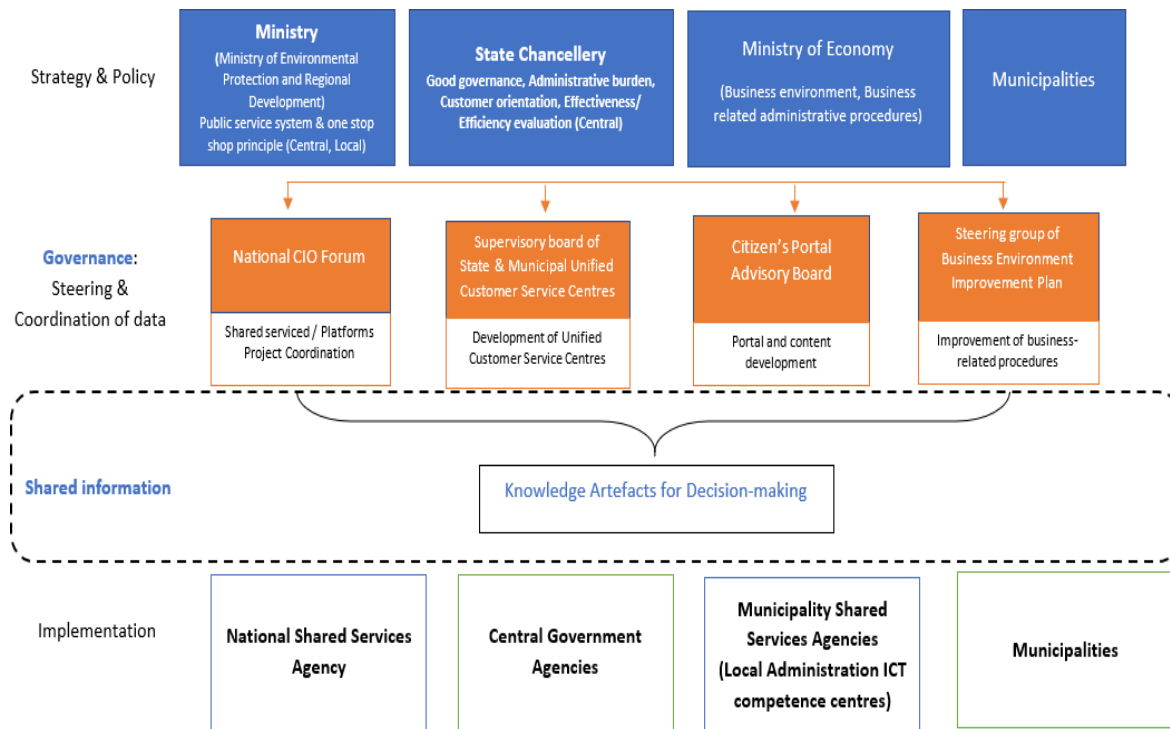 Strategy & Policy
Ministry
(Ministry of Environmental
Protection and Regional
Development)
Public service system & one stop
shop principle (Central, Local)
State Chancellery
Good governance, Administrative burden,
Customer orientation, Effectiveness/
Efficiency evaluation (Central)
Ministry of Economy
(Business environment, Business
related administrative procedures)
Municipalities
Governance:
Steering &
Coordination of data
National CIO Forum
Shared serviced / Platforms
Project Coordination
Supervisory board of
State & Municipal Unified
Customer Service Centres
Development of Unified
Customer Service Centres
Citizen's Portal
Advisory Board
Portal and content
development
Steering group of
Business Environment
Improvement Plan
Improvement of business-
related procedures
Shared information
Knowledge Artefacts for Decision-making
Implementation
National Shared Services
Agency
Central Government
Agencies
Municipality Shared
Services Agencies
(Local Administration ICT
competence centres)
Municipalities